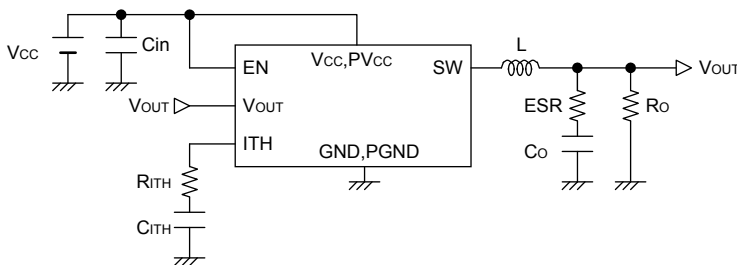 VCC
Cin
EN
VCC,PVCC
SW
L
VOUT
VOUT
VOUT
ESR
RO
ITH
GND,PGND
CO
RITH
CITH